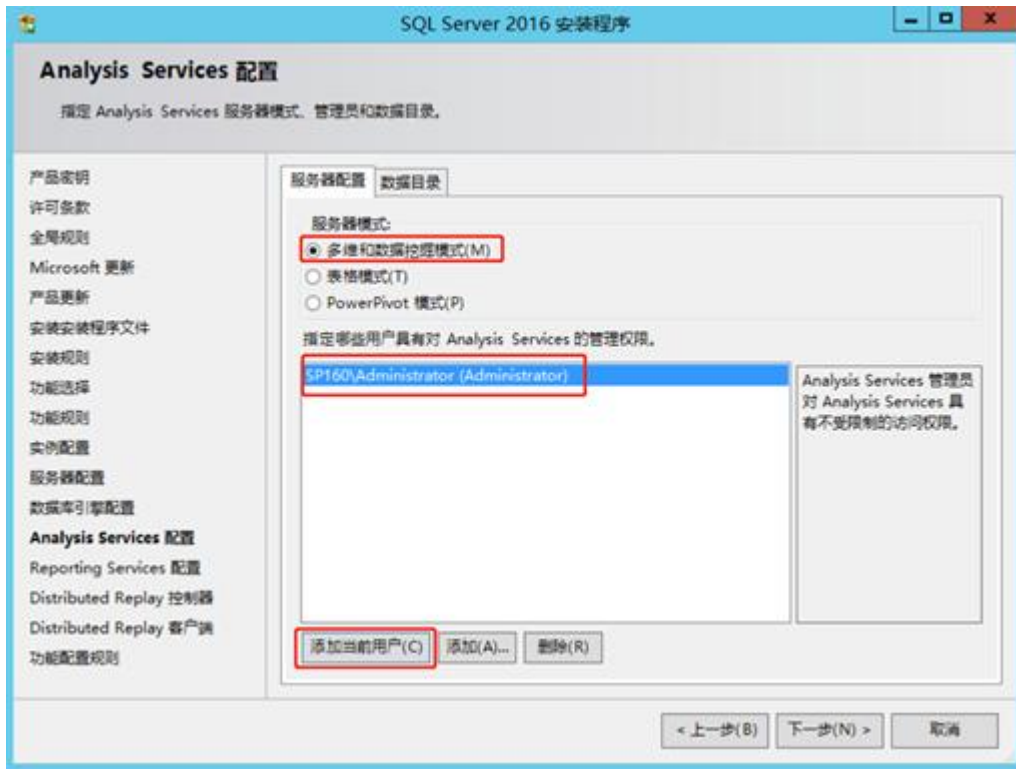 SQL Server 2016 安装程序
Analysis Services 配置
指定 Analysis Services 服务器模式、管理员和数据目录。
产品密钥
许可条款
全局规则
Microsoft 更新
产品更新
安装安装程序文件
安装规则
功能选择
功能规则
实例配置
服务器配置
数据库引擎配置
Analysis Services 配置
Reporting Services 配置
Distributed Replay 控制器
Distributed Replay 客户端
功能配置规则
服务器配置 数据目录
服务器模式:
多维和数据挖掘模式(M)
表格模式(T)
PowerPivot 模式(P)
指定哪些用户具有对 Analysis Services 的管理权限。
SP160\Administrator (Administrator)
Analysis Services 管理员
对 Analysis Services 具
有不受限制的访问权限。
添加当前用户(C) 添加(A)... 删除(R)
< 上一步(B) 下一步(N) > 取消